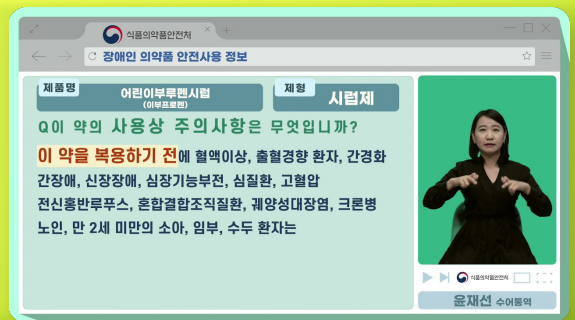 식품의약품안전처
장애인 의약품 안전사용 정보
제품명
어린이부루펜시럽
(이부프로펜)
제형
시럽제
Q이 약의 사용상 주의사항은 무엇입니까?
이 약을 복용하기 전에 혈액이상, 출혈경향 환자, 간경화
간장애, 신장장애, 심장기능부전, 심질환, 고혈압
전신홍반루푸스, 혼합결합조직질환, 궤양성대장염, 크론병
노인, 만 2세 미만의 소아, 임부, 수두 환자는
식품의약품안전처
윤재선 수어통역